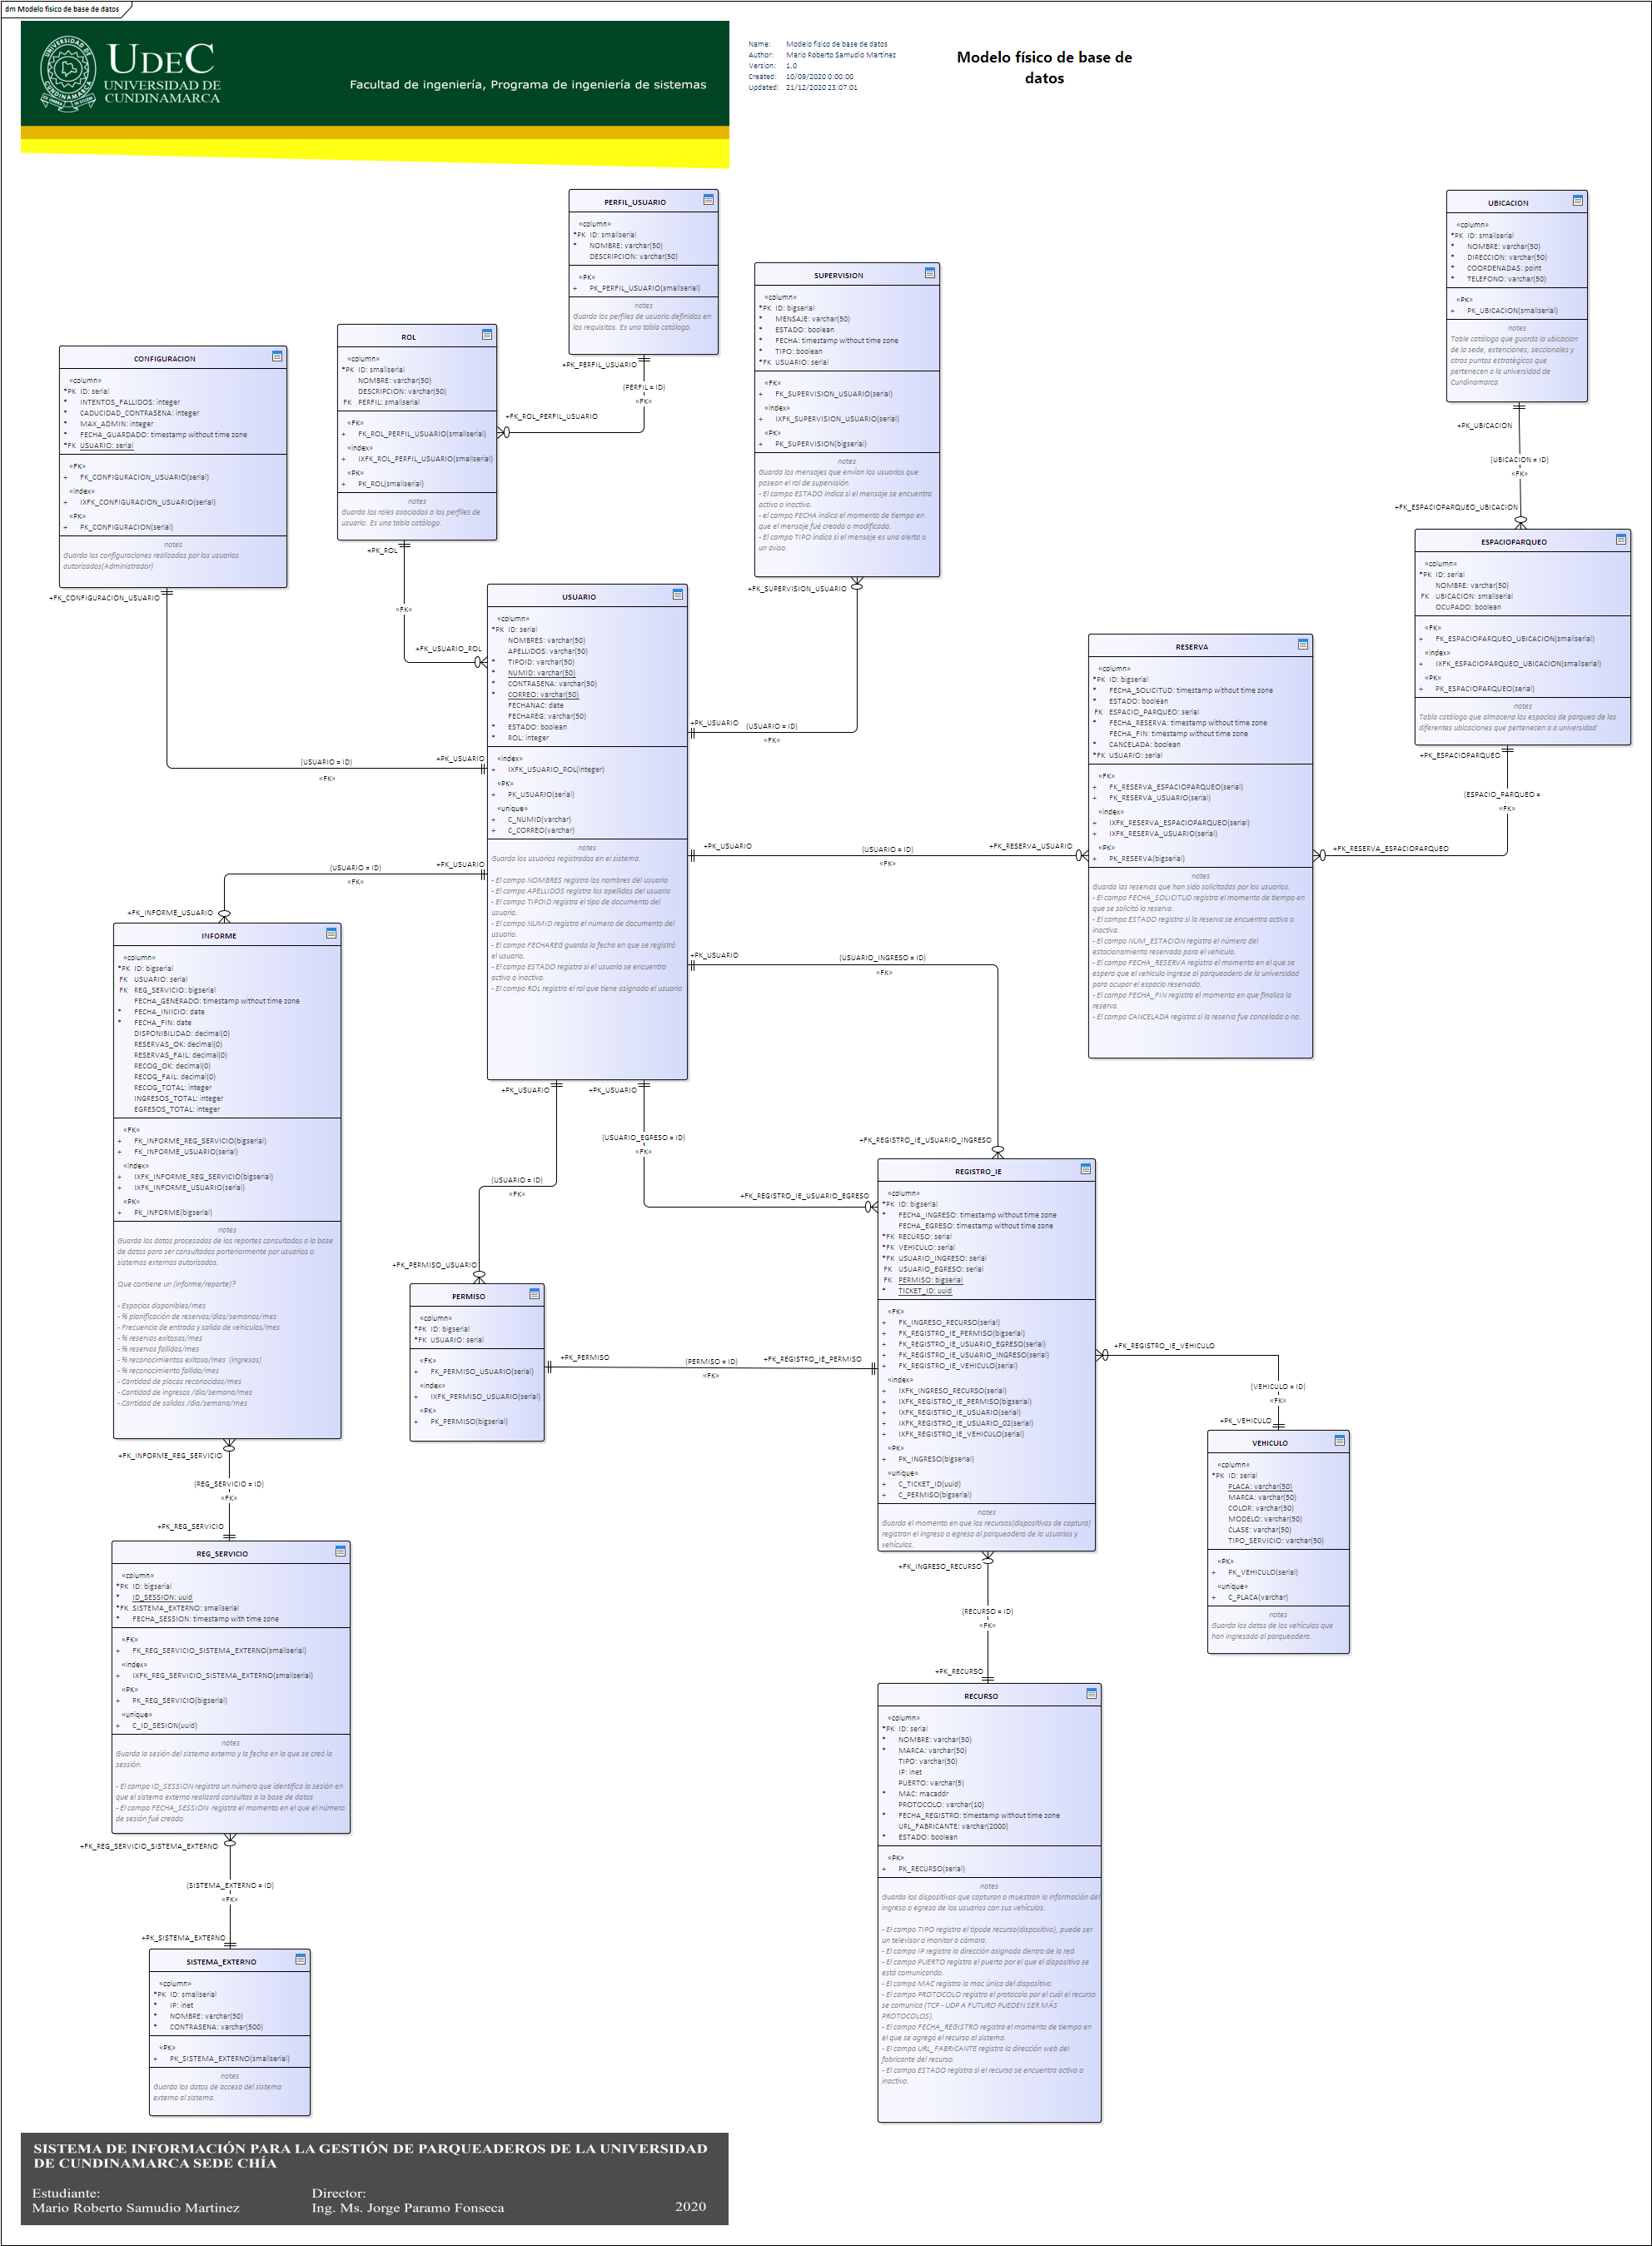 dm Modelo fisico de base de datos
UDEC
UNIVERSIDAD DE
CUNDINAMARCA
UNIVERSIDAD DE
CUNDINAMARCA
Facultad de ingeniería, Programa de ingeniería de sistemas
Name: Modelo fisico de base de datos
Author: Mario Roberto Samudio Martinez
Version: 1.0
Created: 10/09/2020 0:00:00
Updated: 21/12/2020 23:07:01
Modelo físico de base de
datos
PERFIL_USUARIO
«column»
*PK ID: smallserial
* NOMBRE: varchar(50)
DESCRIPCION: varchar(50)
«PK»
+ PK_PERFIL_USUARIO(smallserial)
notes
Guarda los perfiles de usuario definidos en
los requisitos. Es una tabla catálogo.
+PK_PERFIL_USUARIO
(PERFIL = ID)
«FK»
+FK_ROL_PERFIL_USUARIO
UBICACION
«column»
*PK ID: smallserial
* NOMBRE: varchar(50)
* DIRECCION: varchar(50)
* COORDENADAS: point
* TELEFONO: varchar(50)
«PK»
+ PK_UBICACION(smallserial)
notes
Table catálogo que guarda la ubicacion
de la sede, extenciones, seccionales y
otros puntos estratégicos que
pertenecen a la universidad de
Cundinamarca
+PK_UBICACION
(UBICACION = ID)
«FK»
+FK_ESPACIOPARQUEO_UBICACION
SUPERVISION
«column»
*PK ID: bigserial
* MENSAJE: varchar(50)
* ESTADO: boolean
* FECHA: timestamp without time zone
* TIPO: boolean
*FK USUARIO: serial
«FK»
+ FK_SUPERVISION_USUARIO(serial)
«index»
+ IXFK_SUPERVISION_USUARIO(serial)
«PK»
+ PK_SUPERVISION(bigserial)
notes
Guarda los mensajes que envían los usuarios que
posean el rol de supervisión.
- El campo ESTADO indica si el mensaje se encuentra
activo o inactivo.
- el campo FECHA indica el momento de tiempo en
que el mensaje fué creado o modificado.
- El campo TIPO indica si el mensaje es una alerta o
un aviso.
+FK_SUPERVISION_USUARIO
ROL
«column»
*PK ID: smallserial
NOMBRE: varchar(50)
DESCRIPCION: varchar(50)
FK PERFIL: smallserial
«FK»
+ FK_ROL_PERFIL_USUARIO(smallserial)
«index»
+ IXFK_ROL_PERFIL_USUARIO(smallserial)
«PK»
+ PK_ROL(smallserial)
notes
Guarda los roles asociados a los perfiles de
usuario. Es una tabla catálogo.
+PK_ROL
«FK»
+FK_USUARIO_ROL
CONFIGURACION
«column»
*PK ID: serial
* INTENTOS_FALLIDOS: integer
* CADUCIDAD_CONTRASENA: integer
* MAX_ADMIN: integer
* FECHA_GUARDADO: timestamp without time zone
*FK USUARIO: serial
«FK»
+ FK_CONFIGURACION_USUARIO(serial)
«index»
+ IXFK_CONFIGURACION_USUARIO(serial)
«PK»
+ PK_CONFIGURACION(serial)
notes
Guarda las configuraciones realizadas por los usuarios
autorizados(Administrador)
+FK_CONFIGURACION_USUARIO
(USUARIO = ID)
«FK»
+PK_USUARIO
ESPACIOPARQUEO
«column»
*PK ID: serial
NOMBRE: varchar(50)
FK UBICACION: smallserial
OCUPADO: boolean
«FK»
+ FK_ESPACIOPARQUEO_UBICACION(smallserial)
«index»
+ IXFK_ESPACIOPARQUEO_UBICACION(smallserial)
«PK»
+ PK_ESPACIOPARQUEO(serial)
notes
Tabla catálogo que almacena los espacios de parqueo de las
diferentes ubicaciones que pertenecen a a universidad
+PK_ESPACIOPARQUEO
(ESPACIO_PARQUEO =
«FK»
+FK_RESERVA_ESPACIOPARQUEO
USUARIO
«column»
*PK ID: serial
NOMBRES: varchar(50)
APELLIDOS: varchar(50)
* TIPOID: varchar(50)
* NUMID: varchar(50)
* CONTRASENA: varchar(50)
* CORREO: varchar(50)
FECHANAC: date
FECHAREG: varchar(50)
* ESTADO: boolean
* ROL: integer
«index»
+ IXFK_USUARIO_ROL(integer)
«PK»
+ PK_USUARIO(serial)
«unique»
+ C_NUMID(varchar)
+ C_CORREO(varchar)
notes
Guarda los usuarios registrados en el sistema.
- El campo NOMBRES registra los nombres del usuario
- El campo APELLIDOS registra los apellidos del usuario
- El campo TIPOID registra el tipo de documento del
usuario.
- El campo NUMID registra el número de documento del
usuario.
- El campo FECHAREG guarda la fecha en que se registró
el usuario.
- El campo ESTADO registra si el usuario se encuentra
activo o inactivo.
- El campo ROL registra el rol que tiene asignado el usuario
+PK_USUARIO
(USUARIO = ID)
«FK»
RESERVA
«column»
*PK ID: bigserial
* FECHA_SOLICITUD: timestamp without time zone
* ESTADO: boolean
FK ESPACIO_PARQUEO: serial
* FECHA_RESERVA: timestamp without time zone
FECHA_FIN: timestamp without time zone
* CANCELADA: boolean
*FK USUARIO: serial
«FK»
+ FK_RESERVA_ESPACIOPARQUEO(serial)
+ FK_RESERVA_USUARIO(serial)
«index»
+ IXFK_RESERVA_ESPACIOPARQUEO(serial)
+ IXFK_RESERVA_USUARIO(serial)
«PK»
+ PK_RESERVA(bigserial)
notes
Guarda las reservas que han sido solicitadas por los usuarios.
- El campo FECHA_SOLICITUD registra el momento de tiempo en
que se solicitó la reserva.
- El campo ESTADO registra si la reserva se encuentra activa o
inactiva.
- El campo NUM_ESTACION registra el número del
estacionamiento reservado para el vehículo.
- El campo FECHA_RESERVA registra el momento en el que se
espera que el vehículo ingrese al parqueadero de la universidad
para ocupar el espacio reservado.
- El campo FECHA_FIN registra el momento en que finaliza la
reserva.
- El campo CANCELADA registra si la reserva fue cancelada o no.
+PK_USUARIO
(USUARIO = ID)
«FK»
+FK_RESERVA_USUARIO
+PK_USUARIO
(USUARIO = ID)
«FK»
+FK_INFORME_USUARIO
INFORME
«column»
*PK ID: bigserial
FK USUARIO: serial
FK REG_SERVICIO: bigserial
FECHA_GENERADO: timestamp without time zone
* FECHA_INIICIO: date
* FECHA_FIN: date
DISPONIBILIDAD: decimal(0)
RESERVAS_OK: decimal(0)
RESERVAS_FAIL: decimal(0)
RECOG_OK: decimal(0)
RECOG_FAIL: decimal(0)
RECOG_TOTAL: integer
INGRESOS_TOTAL: integer
EGRESOS_TOTAL: integer
«FK»
+ FK_INFORME_REG_SERVICIO(bigserial)
+ FK_INFORME_USUARIO(serial)
«index»
+ IXFK_INFORME_REG_SERVICIO(bigserial)
+ IXFK_INFORME_USUARIO(serial)
«PK»
+ PK_INFORME(bigserial)
notes
Guarda los datos procesados de los reportes consultados a la base
de datos para ser consultados porteriormente por usuarios o
sistemas externos autorizados.
Que contiene un (informe/reporte)?
- Espacios disponibles/mes
- % planificación de reservas/dias/semanas/mes
- Frecuencia de entrada y salida de vehículos/mes
- % reservas exitosas/mes
- % reservas fallidas/mes
- % reconocimientos exitoso/mes (ingresos)
- % reconocimiento fallido/mes
- Cantidad de placas reconocidas/mes
- Cantidad de ingresos /dia/semana/mes
- Cantidad de salidas /dia/semana/mes
+FK_INFORME_REG_SERVICIO
(REG_SERVICIO = ID)
«FK»
+PK_REG_SERVICIO
+PK_USUARIO
(USUARIO_INGRESO = ID)
«FK»
+FK_REGISTRO_IE_USUARIO_INGRESO
+PK_USUARIO
(USUARIO = ID)
«FK»
+FK_PERMISO_USUARIO
+PK_USUARIO
(USUARIO_EGRESO = ID)
«FK»
+FK_REGISTRO_IE_USUARIO_EGRESO
PERMISO
«column»
*PK ID: bigserial
*FK USUARIO: serial
«FK»
+ FK_PERMISO_USUARIO(serial)
«index»
+ IXFK_PERMISO_USUARIO(serial)
«PK»
+ PK_PERMISO(bigserial)
+PK_PERMISO
(PERMISO = ID)
«FK»
+FK_REGISTRO_IE_PERMISO
REGISTRO_IE
«column»
*PK ID: bigserial
* FECHA_INGRESO: timestamp without time zone
FECHA_EGRESO: timestamp without time zone
*FK RECURSO: serial
*FK VEHICULO: serial
*FK USUARIO_INGRESO: serial
FK USUARIO_EGRESO: serial
FK PERMISO: bigserial
* TICKET_ID: uuid
«FK»
+ FK_INGRESO_RECURSO(serial)
+ FK_REGISTRO_IE_PERMISO(bigserial)
+ FK_REGISTRO_IE_USUARIO_EGRESO(serial)
+ FK_REGISTRO_IE_USUARIO_INGRESO(serial)
+ FK_REGISTRO_IE_VEHICULO(serial)
«index»
+ IXFK_INGRESO_RECURSO(serial)
+ IXFK_REGISTRO_IE_PERMISO(bigserial)
+ IXFK_REGISTRO_IE_USUARIO(serial)
+ IXFK_REGISTRO_IE_USUARIO_02(serial)
+ IXFK_REGISTRO_IE_VEHICULO(serial)
«PK»
+ PK_INGRESO(bigserial)
«unique»
+ C_TICKET_ID(uuid)
+ C_PERMISO(bigserial)
notes
Guarda el momento en que los recursos(dispositivos de captura)
registran el ingreso o egreso al parqueadero de la usuarios y
vehículos.
+FK_REGISTRO_IE_VEHICULO
(VEHICULO = ID)
«FK»
+PK_VEHICULO
VEHICULO
«column»
*PK ID: serial
PLACA: varchar(50)
MARCA: varchar(50)
COLOR: varchar(50)
MODELO: varchar(50)
CLASE: varchar(50)
TIPO_SERVICIO: varchar(50)
«PK»
+ PK_VEHICULO(serial)
«unique»
+ C_PLACA(varchar)
notes
Guarda los datos de los vehículos que
han ingresado al parqueadero.
+FK_INGRESO_RECURSO
(RECURSO = ID)
«FK»
+PK_RECURSO
REG_SERVICIO
«column»
*PK ID: bigserial
* ID_SESSION: uuid
*FK SISTEMA_EXTERNO: smallserial
* FECHA_SESSION: timestamp with time zone
«FK»
+ FK_REG_SERVICIO_SISTEMA_EXTERNO(smallserial)
«index»
+ IXFK_REG_SERVICIO_SISTEMA_EXTERNO(smallserial)
«PK»
+ PK_REG_SERVICIO(bigserial)
«unique»
+ C_ID_SESION(uuid)
notes
Guarda la sesión del sistema externo y la fecha en la que se creó la
sessión.
- El campo ID_SESSION registra un número que identifica la sesión en
que el sistema externo realizará consultas a la base de datos
- El campo FECHA_SESSION registra el momento en el que el número
de sesión fué creado.
+FK_REG_SERVICIO_SISTEMA_EXTERNO
(SISTEMA_EXTERNO = ID)
«FK»
+PK_SISTEMA_EXTERNO
RECURSO
«column»
*PK ID: serial
* NOMBRE: varchar(50)
* MARCA: varchar(50)
TIPO: varchar(50)
IP: inet
PUERTO: varchar(5)
* MAC: macaddr
PROTOCOLO: varchar(10)
* FECHA_REGISTRO: timestamp without time zone
URL_FABRICANTE: varchar(2000)
* ESTADO: boolean
«PK»
+ PK_RECURSO(serial)
notes
Guarda los dispositivos que capturan o muestran la información del
ingreso o egreso de los usuarios con sus vehículos.
- El campo TIPO registra el tipode recurso(dispositivo), puede ser
un televisor o monitor o cámara.
- El campo IP registra la dirección asignada dentro de la red.
- El campo PUERTO registra el puerto por el que el dispositivo se
está comunicando.
- El campo MAC registra la mac única del dispositivo.
- El campo PROTOCOLO registra el protocolo por el cuál el recurso
se comunica (TCP - UDP A FUTURO PUEDEN SER MÁS
PROTOCOLOS).
- El campo FECHA_REGISTRO registra el momento de tiempo en
el que se agregó el recurso al sistema.
- El campo URL_FABRICANTE registra la dirección web del
fabricante del recurso.
- El campo ESTADO registra si el recurso se encuentra activo o
inactivo.
SISTEMA_EXTERNO
«column»
*PK ID: smallserial
* IP: inet
* NOMBRE: varchar(50)
* CONTRASENA: varchar(500)
«PK»
+ PK_SISTEMA_EXTERNO(smallserial)
notes
Guarda los datos de acceso del sistema
externo al sistema.
SISTEMA DE INFORMACIÓN PARA LA GESTIÓN DE PARQUEADEROS DE LA UNIVERSIDAD
DE CUNDINAMARCA SEDE CHÍA
Estudiante: Director:
Mario Roberto Samudio Martinez Ing. Ms. Jorge Paramo Fonseca 2020